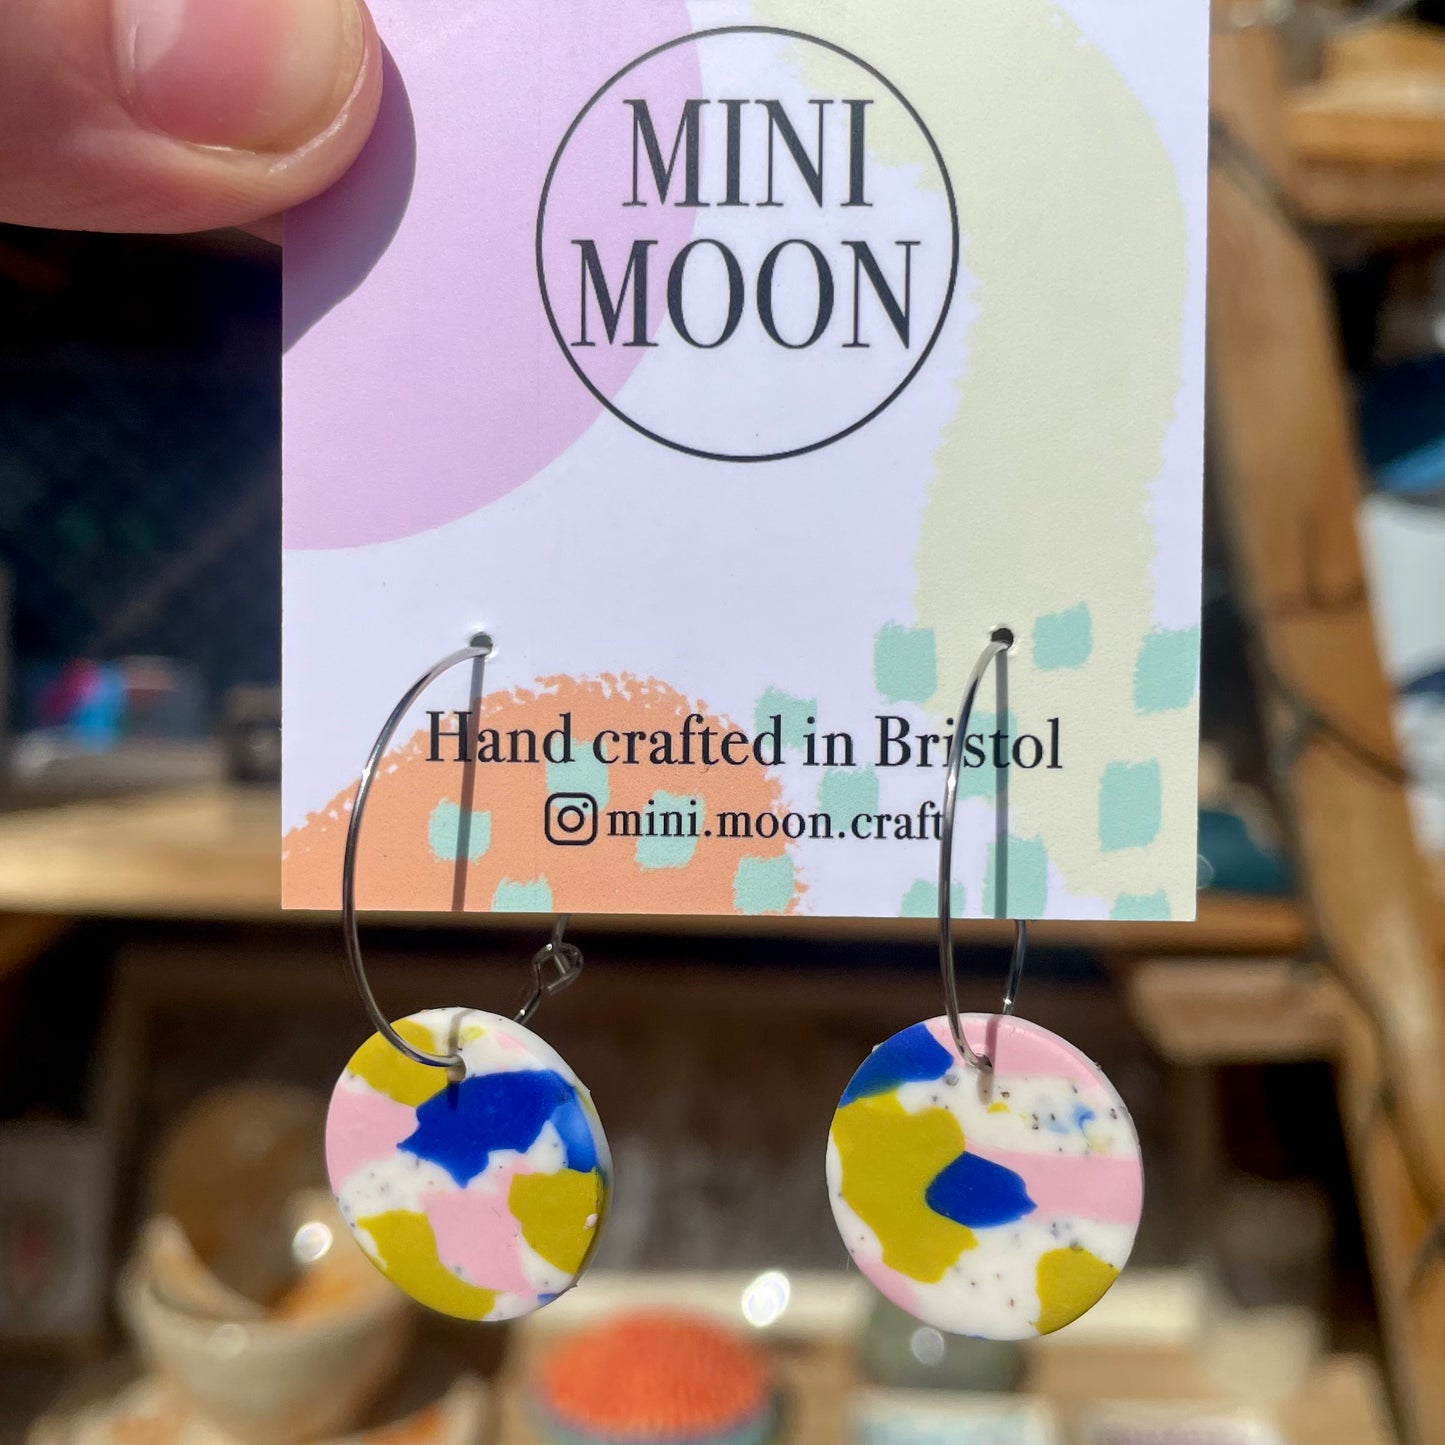 MINI
MOON
Hand crafted in Bristol
mini.moon.craft